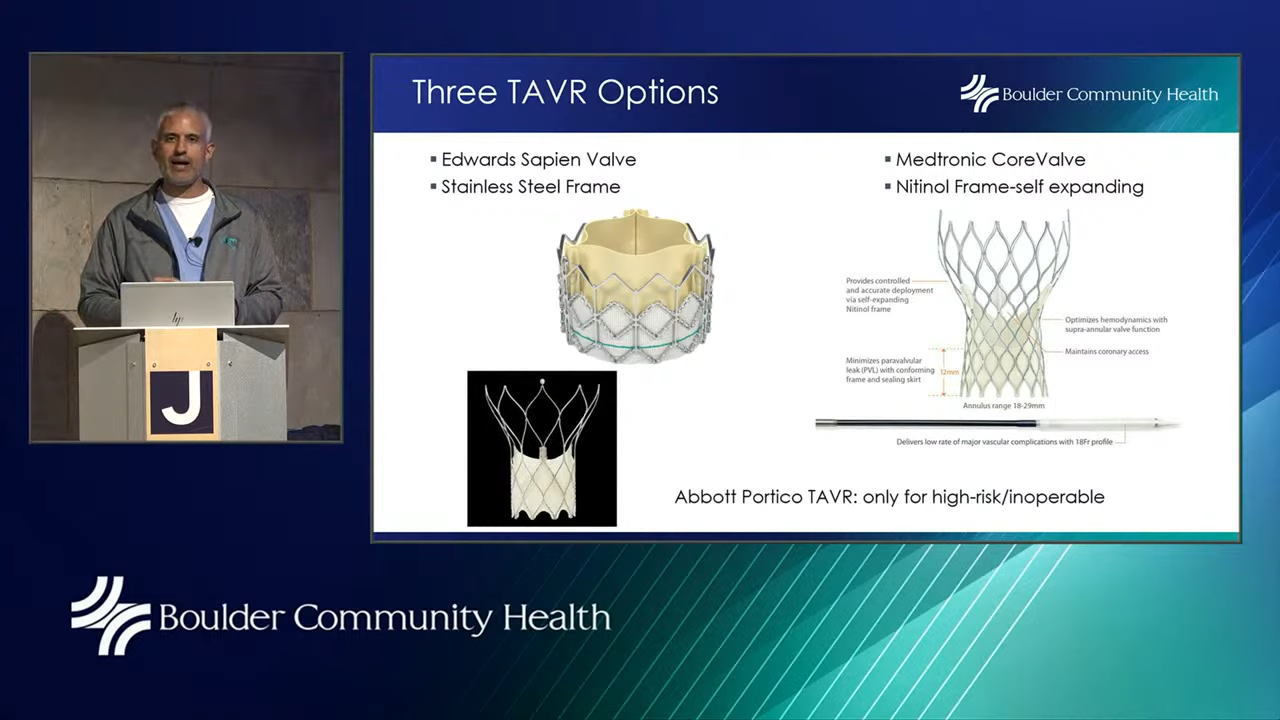 Three TAVR Options
Boulder Community Health
▪ Edwards Sapien Valve
▪ Stainless Steel Frame
▪ Medtronic CoreValve
▪ Nitinol Frame-self expanding
Provides controlled
and accurate deployment
via self-expanding
Nitinol frame
Optimizes hemodynamics with
supra-annular valve function
Maintains coronary access
Minimizes paravalvular
leak (PVL) with conforming
frame and sealing skirt
12mm
Annulus range 18-29mm
Delivers low rate of major vascular complications with 18Fr profile
Abbott Portico TAVR: only for high-risk/inoperable
hp
J
Boulder Community Health